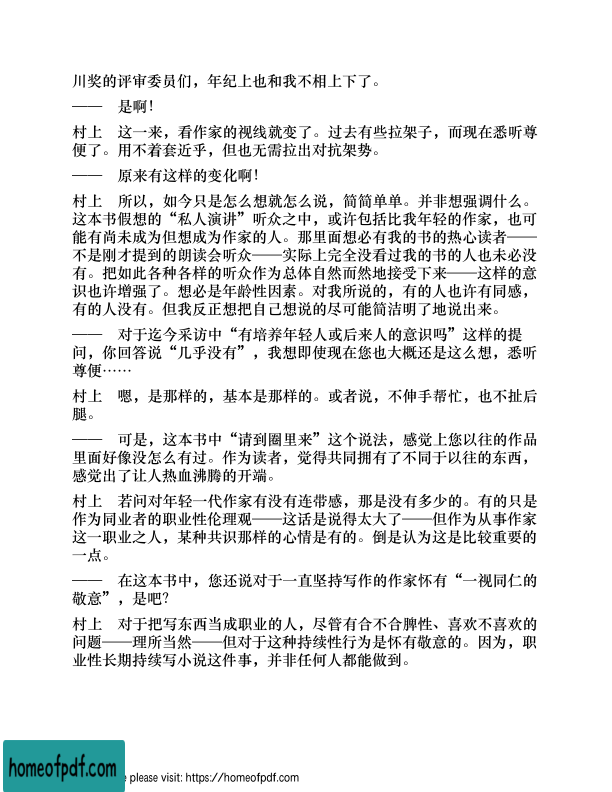 川奖的评审委员们，年纪上也和我不相上下了。
——　是啊！
村上　这一来，看作家的视线就变了。过去有些拉架子，而现在悉听尊
便了。用不着套近乎，但也无需拉出对抗架势。
——　原来有这样的变化啊！
村上　所以，如今只是怎么想就怎么说，简简单单。并非想强调什么。
这本书假想的“私人演讲”听众之中，或许包括比我年轻的作家，也可
能有尚未成为但想成为作家的人。那里面想必有我的书的热心读者——
不是刚才提到的朗读会听众——实际上完全没看过我的书的人也未必没
有。把如此各种各样的听众作为总体自然而然地接受下来——这样的意
识也许增强了。想必是年龄性因素。对我所说的，有的人也许有同感，
有的人没有。但我反正想把自己想说的尽可能简洁明了地说出来。
——　对于迄今采访中“有培养年轻人或后来人的意识吗”这样的提
问，你回答说“几乎没有”，我想即使现在您也大概还是这么想，悉听
尊便……
村上　嗯，是那样的，基本是那样的。或者说，不伸手帮忙，也不扯后
腿。
——　可是，这本书中“请到圈里来”这个说法，感觉上您以往的作品
里面好像没怎么有过。作为读者，觉得共同拥有了不同于以往的东西，
感觉出了让人热血沸腾的开端。
村上　若问对年轻一代作家有没有连带感，那是没有多少的。有的只是
作为同业者的职业性伦理观——这话是说得太大了——但作为从事作家
这一职业之人，某种共识那样的心情是有的。倒是认为这是比较重要的
一点。
——　在这本书中，您还说对于一直坚持写作的作家怀有“一视同仁的
敬意”，是吧？
村上　对于把写东西当成职业的人，尽管有合不合脾性、喜欢不喜欢的
问题——理所当然——但对于这种持续性行为是怀有敬意的。因为，职
业性长期持续写小说这件事，并非任何人都能做到。
homeofpdf.com
please visit: https://homeofpdf.com